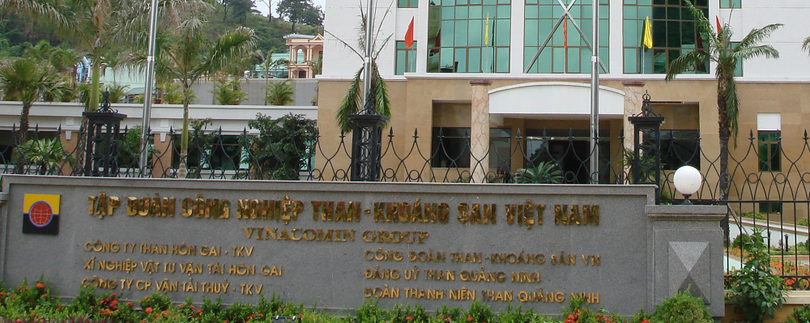 TẬP ĐOÀN CÔNG NGHIỆP THAN - KHOÁNG SẢN VIỆT NAM
VINACOMIN GROUP
CÔNG TY THAN HÒN GAI - TKV
XÍ NGHIỆP VẬT TƯ VẬN TẢI HÒN GAI
CÔNG TY CP VẬN TẢI THUỶ - TKV
CÔNG ĐOÀN THAN - KHOÁNG SẢN VN
ĐẢNG UỶ THAN QUẢNG NINH
ĐOÀN THANH NIÊN THAN QUẢNG NINH